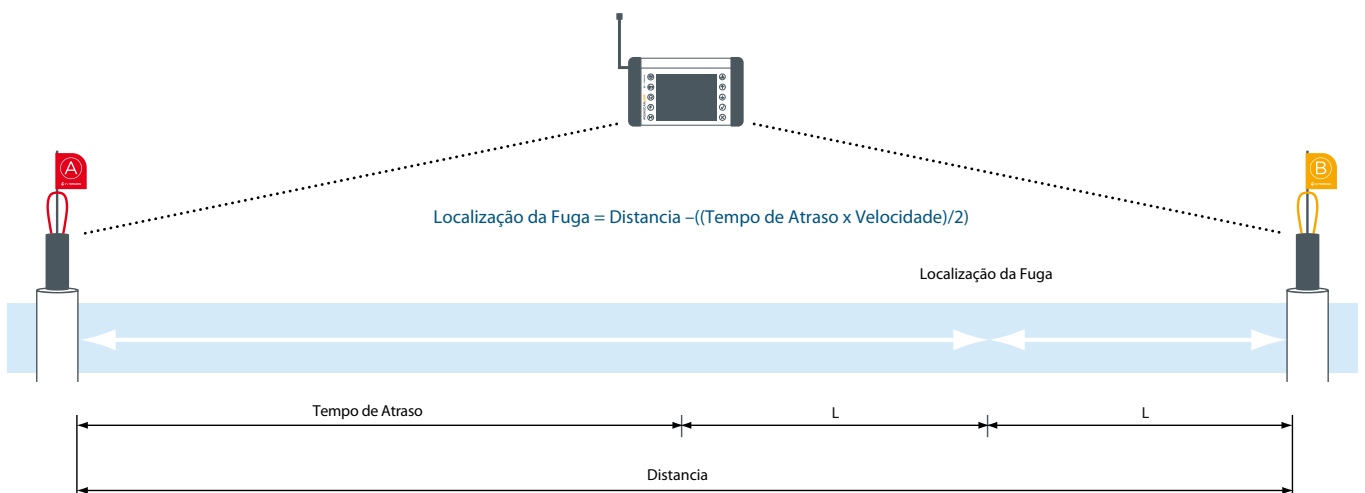 A
B
Localização da Fuga = Distancia –((Tempo de Atraso x Velocidade)/2)
Localização da Fuga
Tempo de Atraso
L
L
Distancia